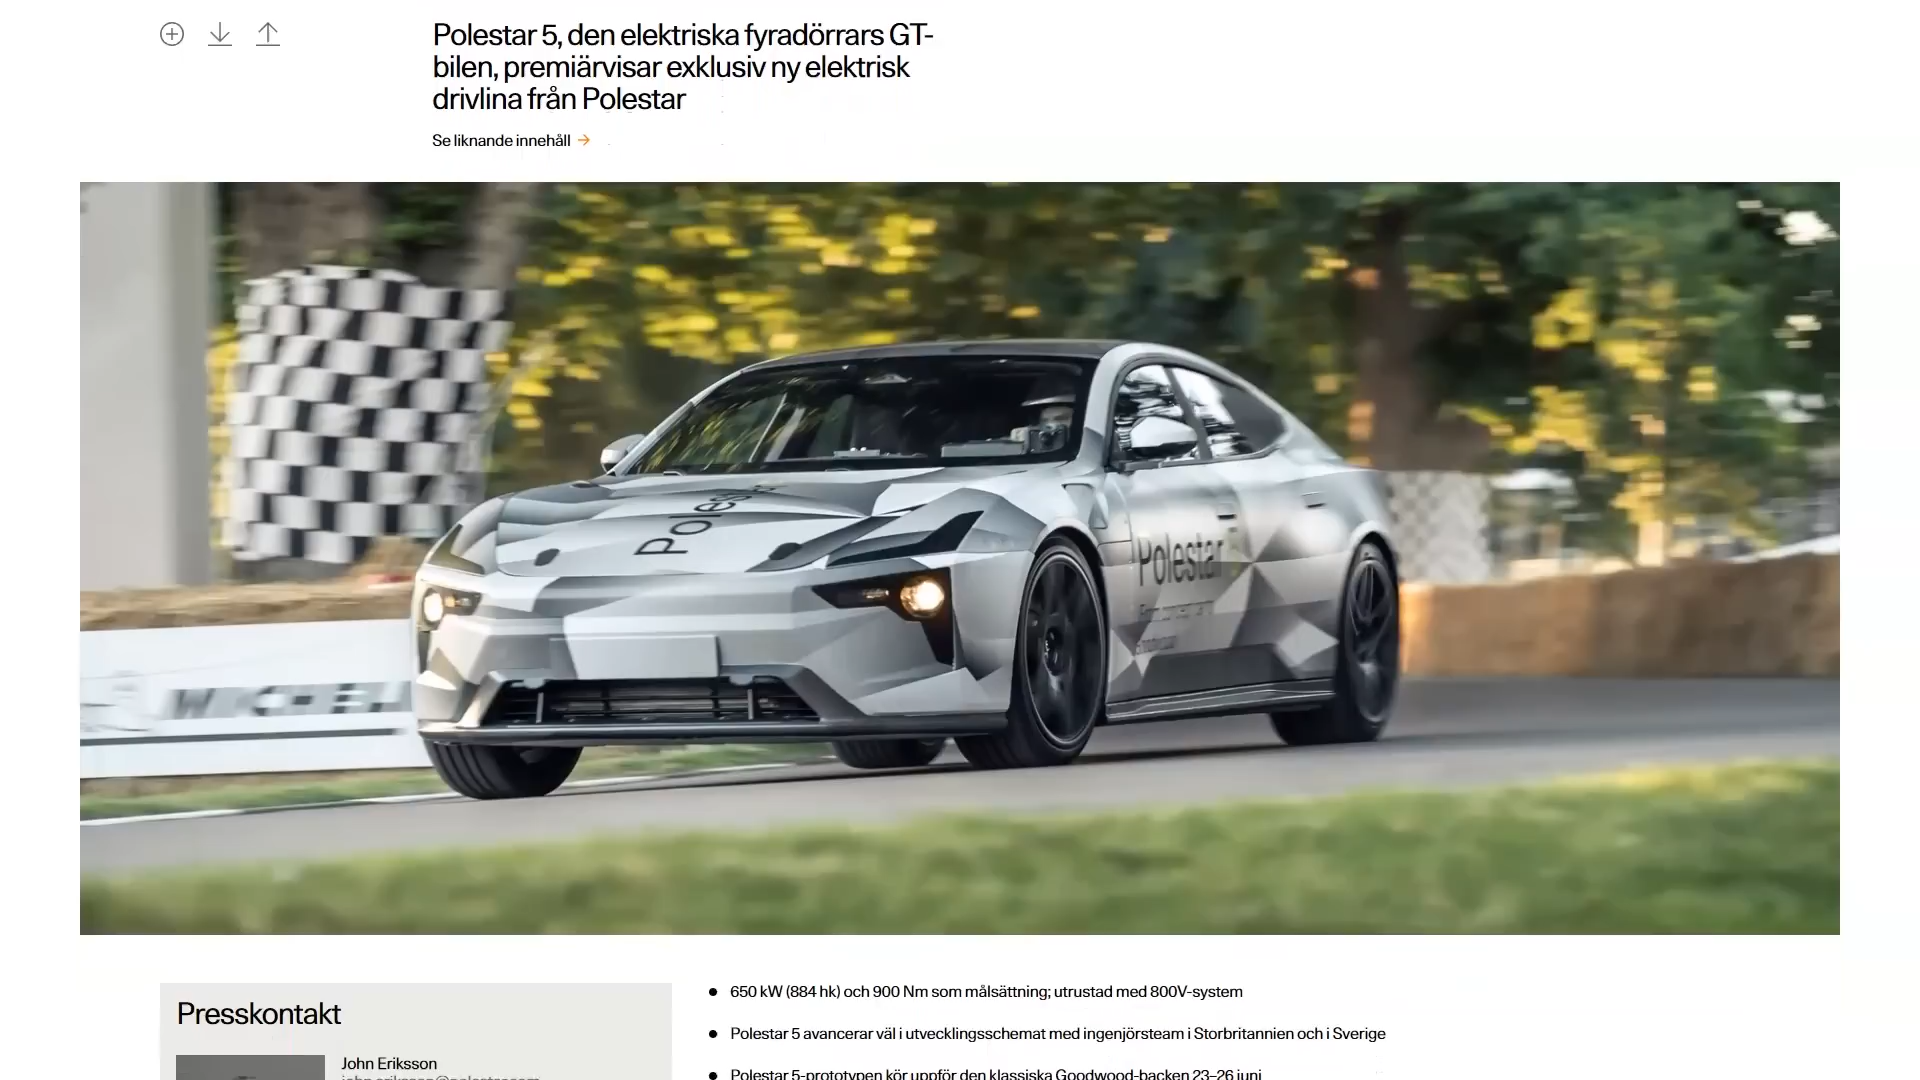 Polestar 5, den elektriska fyradörrars GT-
bilen, premiärvisar exklusiv ny elektrisk
drivlina från Polestar
Se liknande innehåll
Polestar
Polestar
Presskontakt
John Eriksson
650 kW (884 hk) och 900 Nm som målsättning; utrustad med 800V-system
Polestar 5 avancerar väl i utvecklingsschemat med ingenjörsteam i Storbritannien och i Sverige
Polestar 5-prototypen kör uppför den klassiska Goodwood-backen 23–26 juni